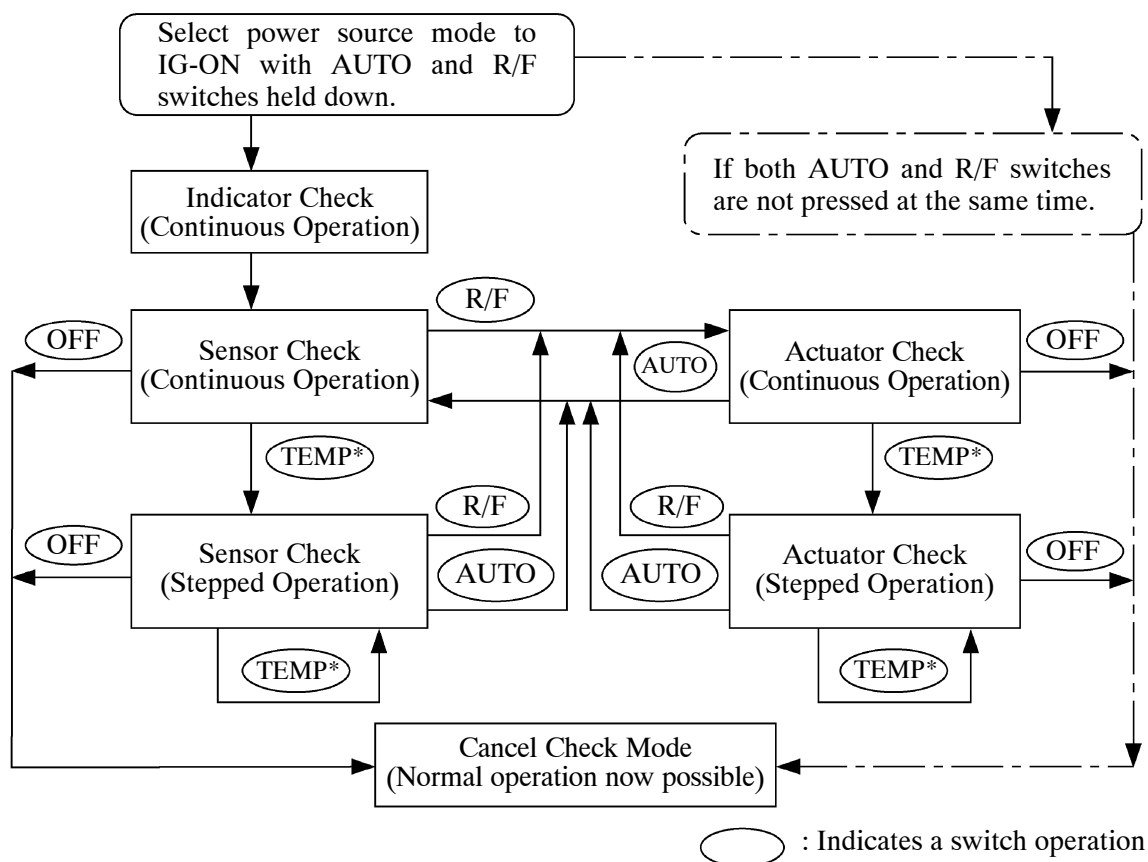 Select power source mode to
IG-ON with AUTO and R/F
switches held down.
If both AUTO and R/F switches
are not pressed at the same time.
Indicator Check
(Continuous Operation)
R/F
OFF
Sensor Check
(Continuous Operation)
AUTO
Actuator Check
(Continuous Operation)
OFF
TEMP*
TEMP*
R/F
R/F
OFF
Sensor Check
(Stepped Operation)
AUTO
AUTO
Actuator Check
(Stepped Operation)
OFF
TEMP*
TEMP*
Cancel Check Mode
(Normal operation now possible)
: Indicates a switch operation